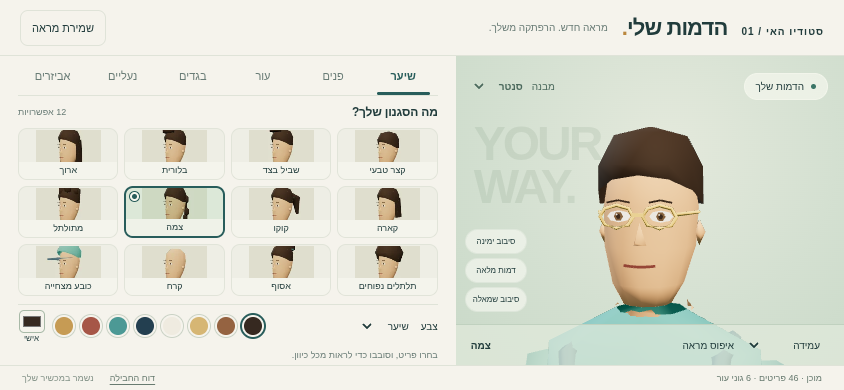 סטודיו האי / 01
הדמות שלי.
מראה חדש. הרפתקה משלך.
שמירת מראה
הדמות שלך
מבנה סנטר
YOUR
WAY.
סיבוב ימינה
דמות מלאה
סיבוב שמאלה
עמידה
איפוס מראה
צמה
שיער
פנים
עור
בגדים
נעליים
אביזרים
מה הסגנון שלך?
12 אפשרויות
קצר טבעי
שביל בצד
בלורית
ארוך
קארה
קוקו
צמה
מתולתל
תלתלים נפוחים
אסוף
קרח
כובע מצחייה
צבע שיער
אישי
בחרו פריט, וסובבו כדי לראות מכל כיוון.
מוכן · 46 פריטים · 6 גוני עור
דוח החבילה
נשמר במכשיר שלך